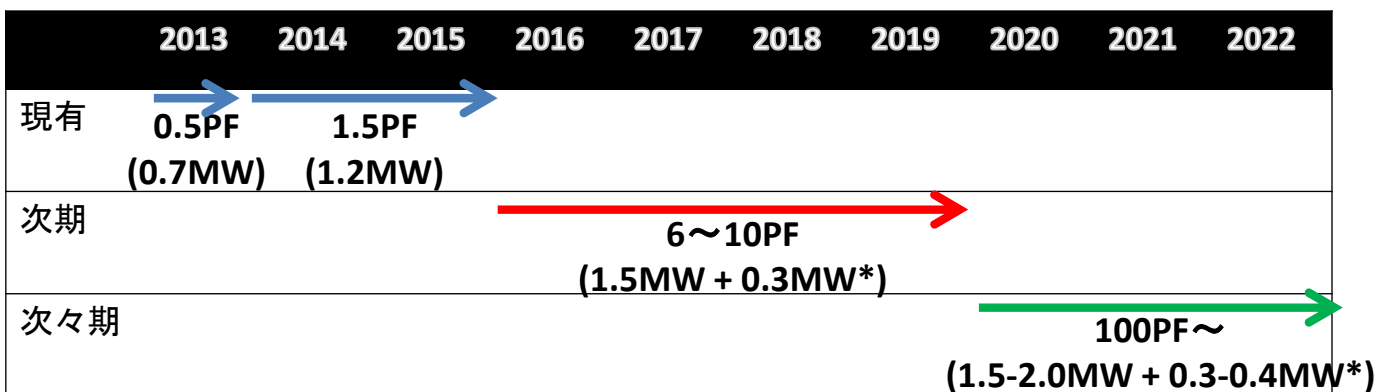 2013 2014 2015 2016 2017 2018 2019 2020 2021 2022
現有
0.5PF 1.5PF
(0.7MW) (1.2MW)
次期
6～10PF
(1.5MW + 0.3MW*)
次々期
100PF～
(1.5-2.0MW + 0.3-0.4MW*)